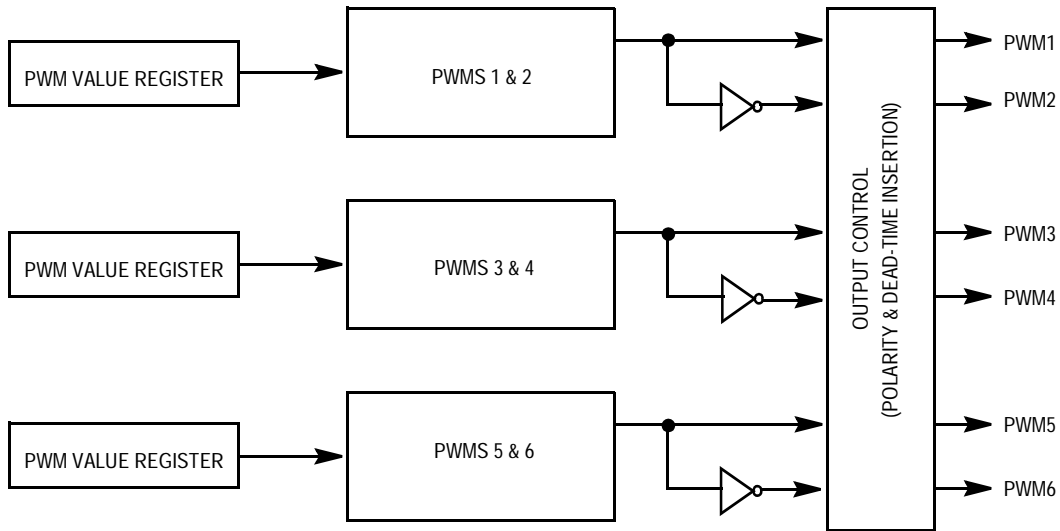 PWM VALUE REGISTER
PWMS 1 & 2
PWM1
PWM2
PWM VALUE REGISTER
PWMS 3 & 4
PWM3
PWM4
PWM VALUE REGISTER
PWMS 5 & 6
PWM5
PWM6
OUTPUT CONTROL
(POLARITY & DEAD-TIME INSERTION)